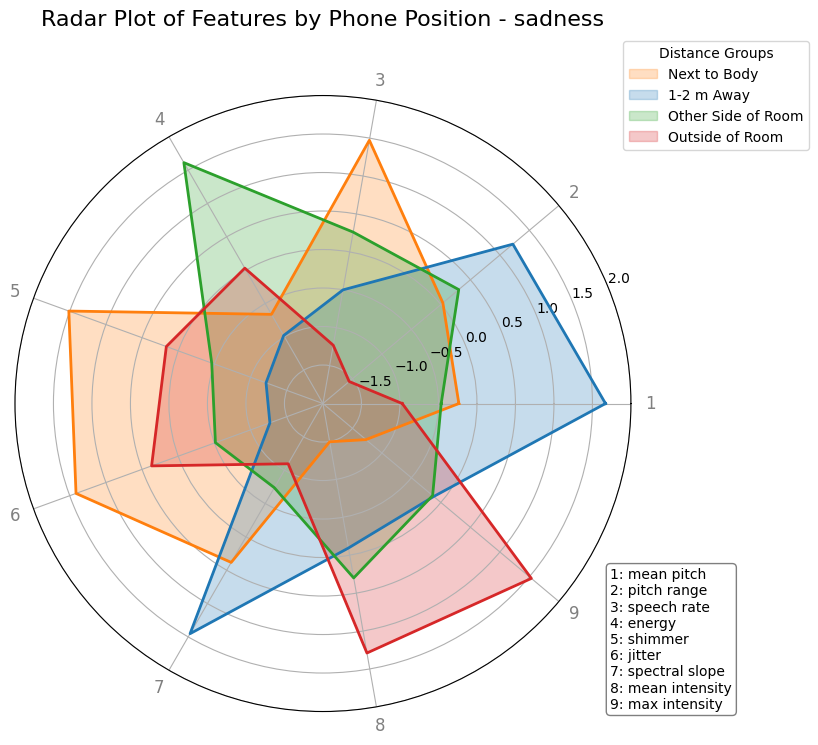 Radar Plot of Features by Phone Position - sadness
Distance Groups
Next to Body
1-2 m Away
Other Side of Room
Outside of Room
3
4
2
5
2.0
1.5
1.0
0.5
0.0
−0.5
−1.0
−1.5
1
6
7
8
9
1: mean pitch
2: pitch range
3: speech rate
4: energy
5: shimmer
6: jitter
7: spectral slope
8: mean intensity
9: max intensity